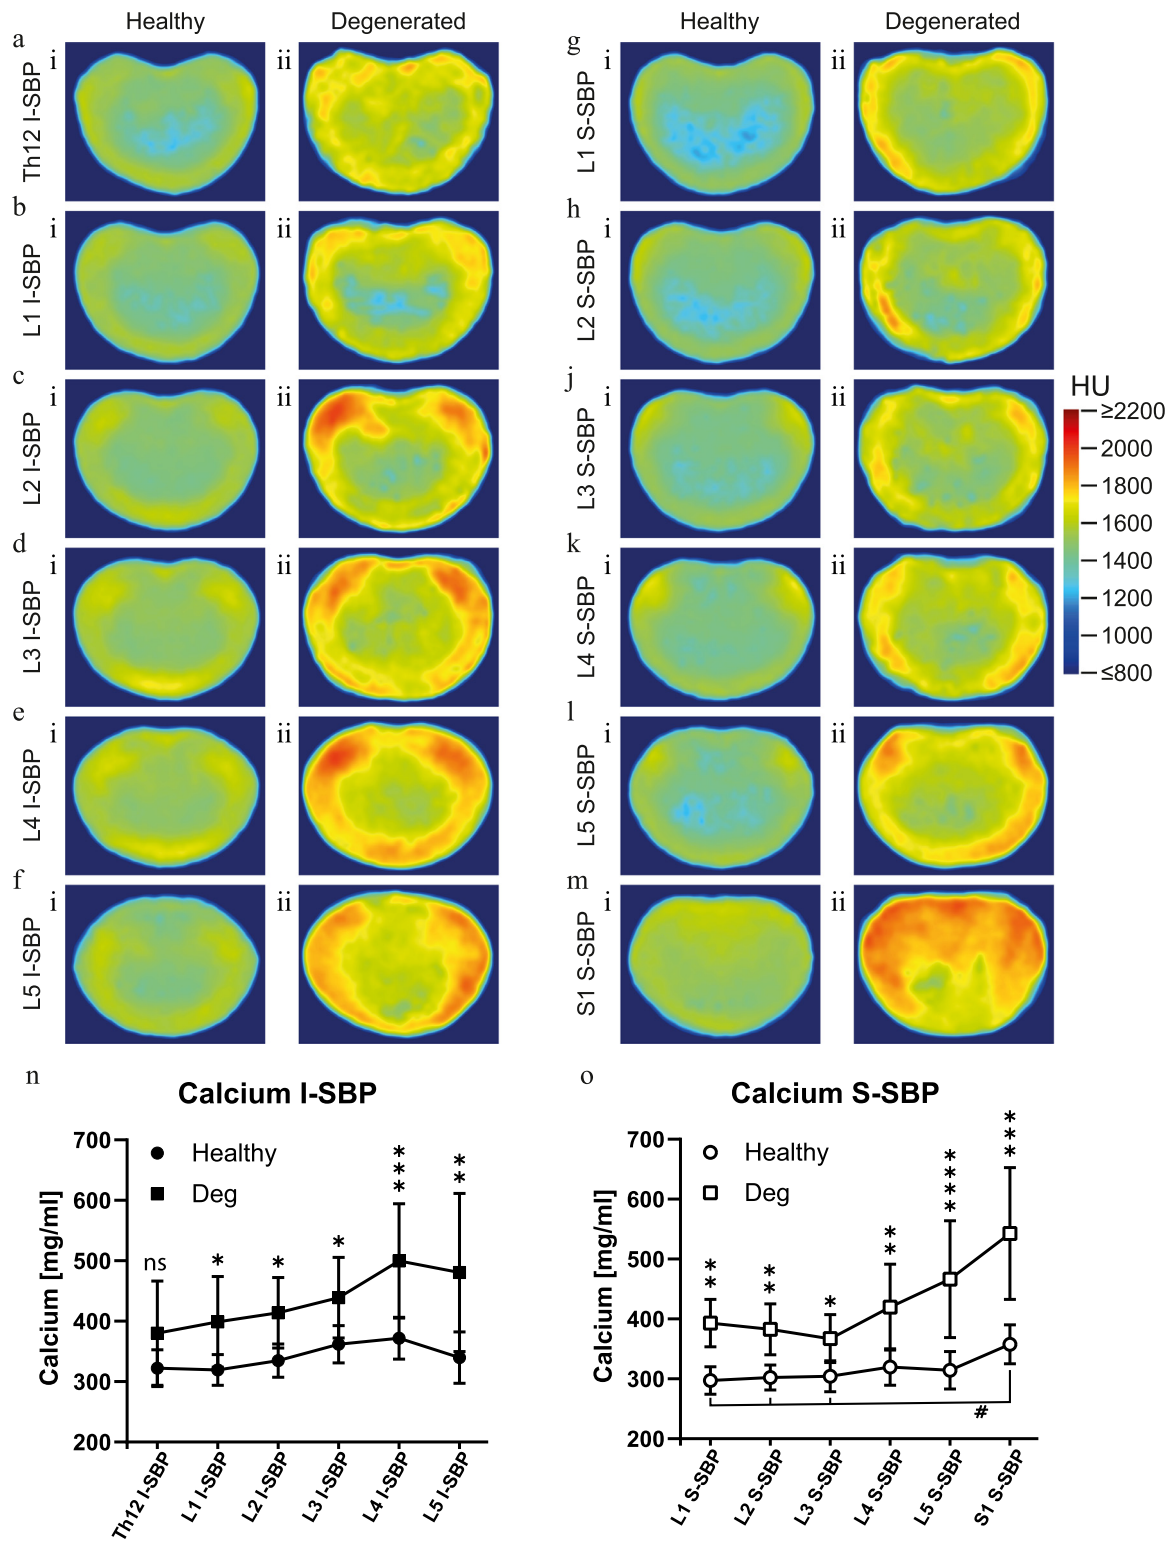 Healthy Degenerated Healthy Degenerated
a i ii Th12 I-SBP
g i ii L1 S-SBP
b i ii L1 I-SBP
h i ii L2 S-SBP
c i ii L2 I-SBP
j i ii L3 S-SBP
HU
≥2200
2000
1800
1600
1400
1200
1000
≤800
d i ii L3 I-SBP
k i ii L4 S-SBP
e i ii L4 I-SBP
l i ii L5 S-SBP
f i ii L5 I-SBP
m i ii S1 S-SBP
n
Calcium I-SBP
Calcium [mg/ml]
700
600
500
400
300
200
Healthy
Deg
ns * * * *** **
Th12 I-SBP L1 I-SBP L2 I-SBP L3 I-SBP L4 I-SBP L5 I-SBP
o
Calcium S-SBP
Calcium [mg/ml]
700
600
500
400
300
200
Healthy
Deg
** ** * ** **** ***
#
L1 S-SBP L2 S-SBP L3 S-SBP L4 S-SBP L5 S-SBP S1 S-SBP